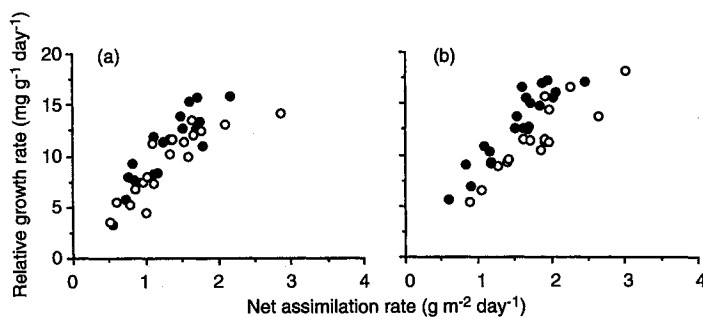 (a)
(b)
Relative growth rate (mg g⁻¹ day⁻¹)
20
15
10
5
0
0 1 2 3 4
0 1 2 3 4
Net assimilation rate (g m⁻² day⁻¹)